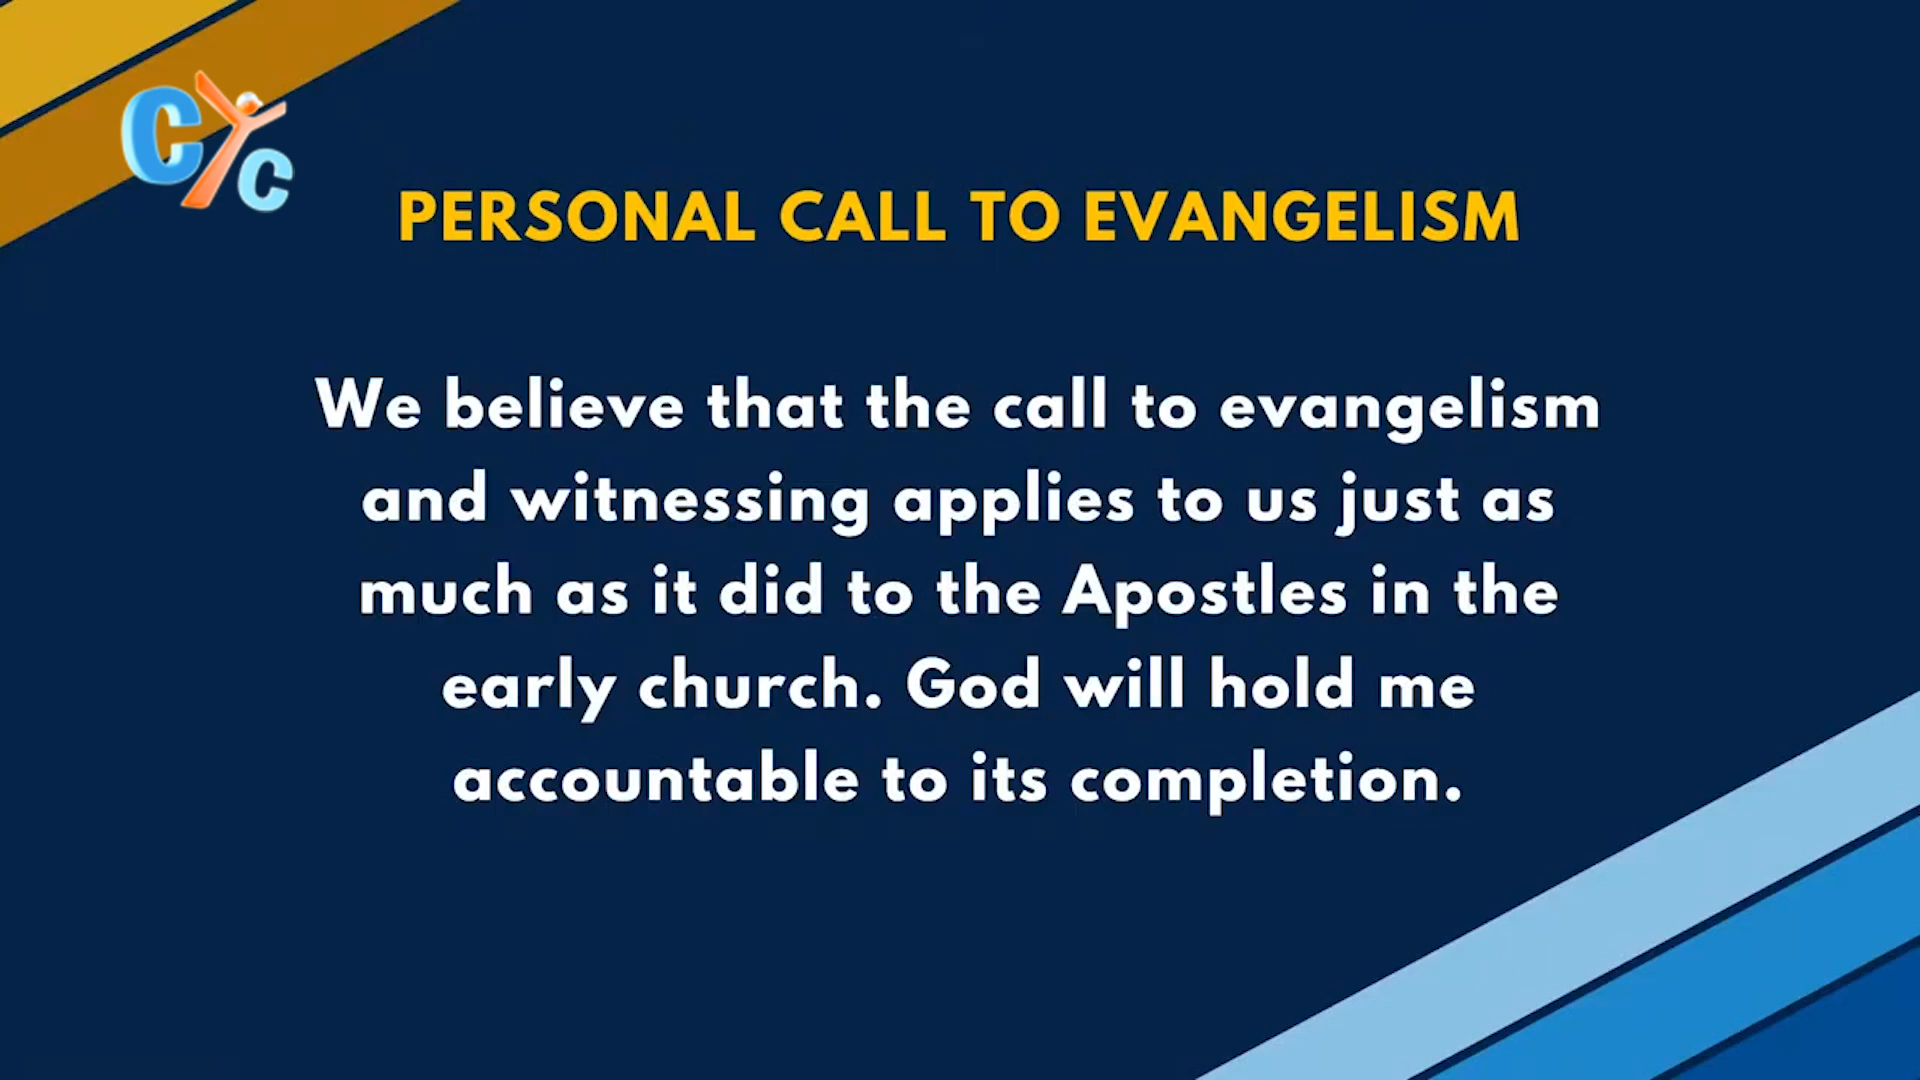 CYC
PERSONAL CALL TO EVANGELISM
We believe that the call to evangelism
and witnessing applies to us just as
much as it did to the Apostles in the
early church. God will hold me
accountable to its completion.